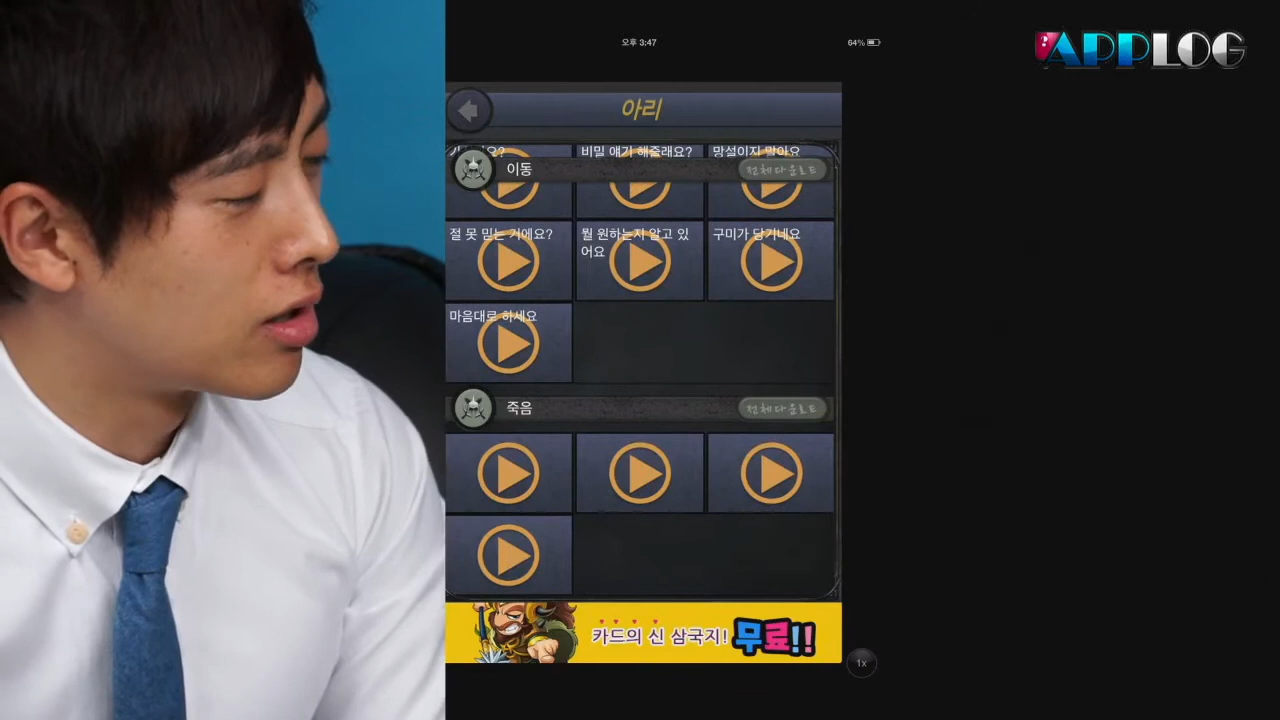 오후 3:47
64%
?APPLOG
아리
비밀 얘기 해줄래요?
망설이지 말아요
이동
전체다운로드
절 못 믿는 거에요?
뭘 원하는지 알고 있
어요
구미가 당기네요
마음대로 하세요
죽음
전체다운로드
카드의 신 삼국지! 무료!!
1x